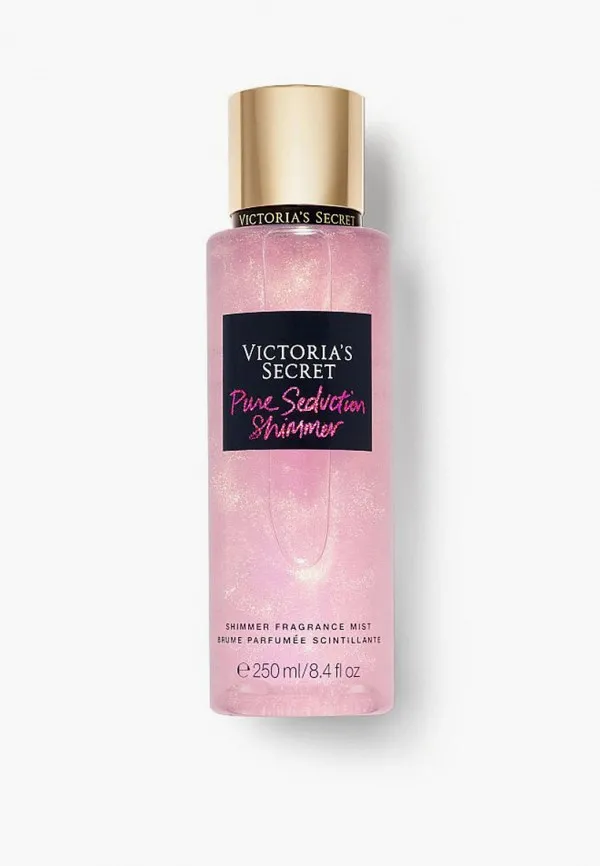 VICTORIA'S SECRET
VICTORIA'S
SECRET
Pure Seduction
Shimmer
SHIMMER FRAGRANCE MIST
BRUME PARFUMÉE SCINTILLANTE
℮ 250 ml/8.4 fl oz